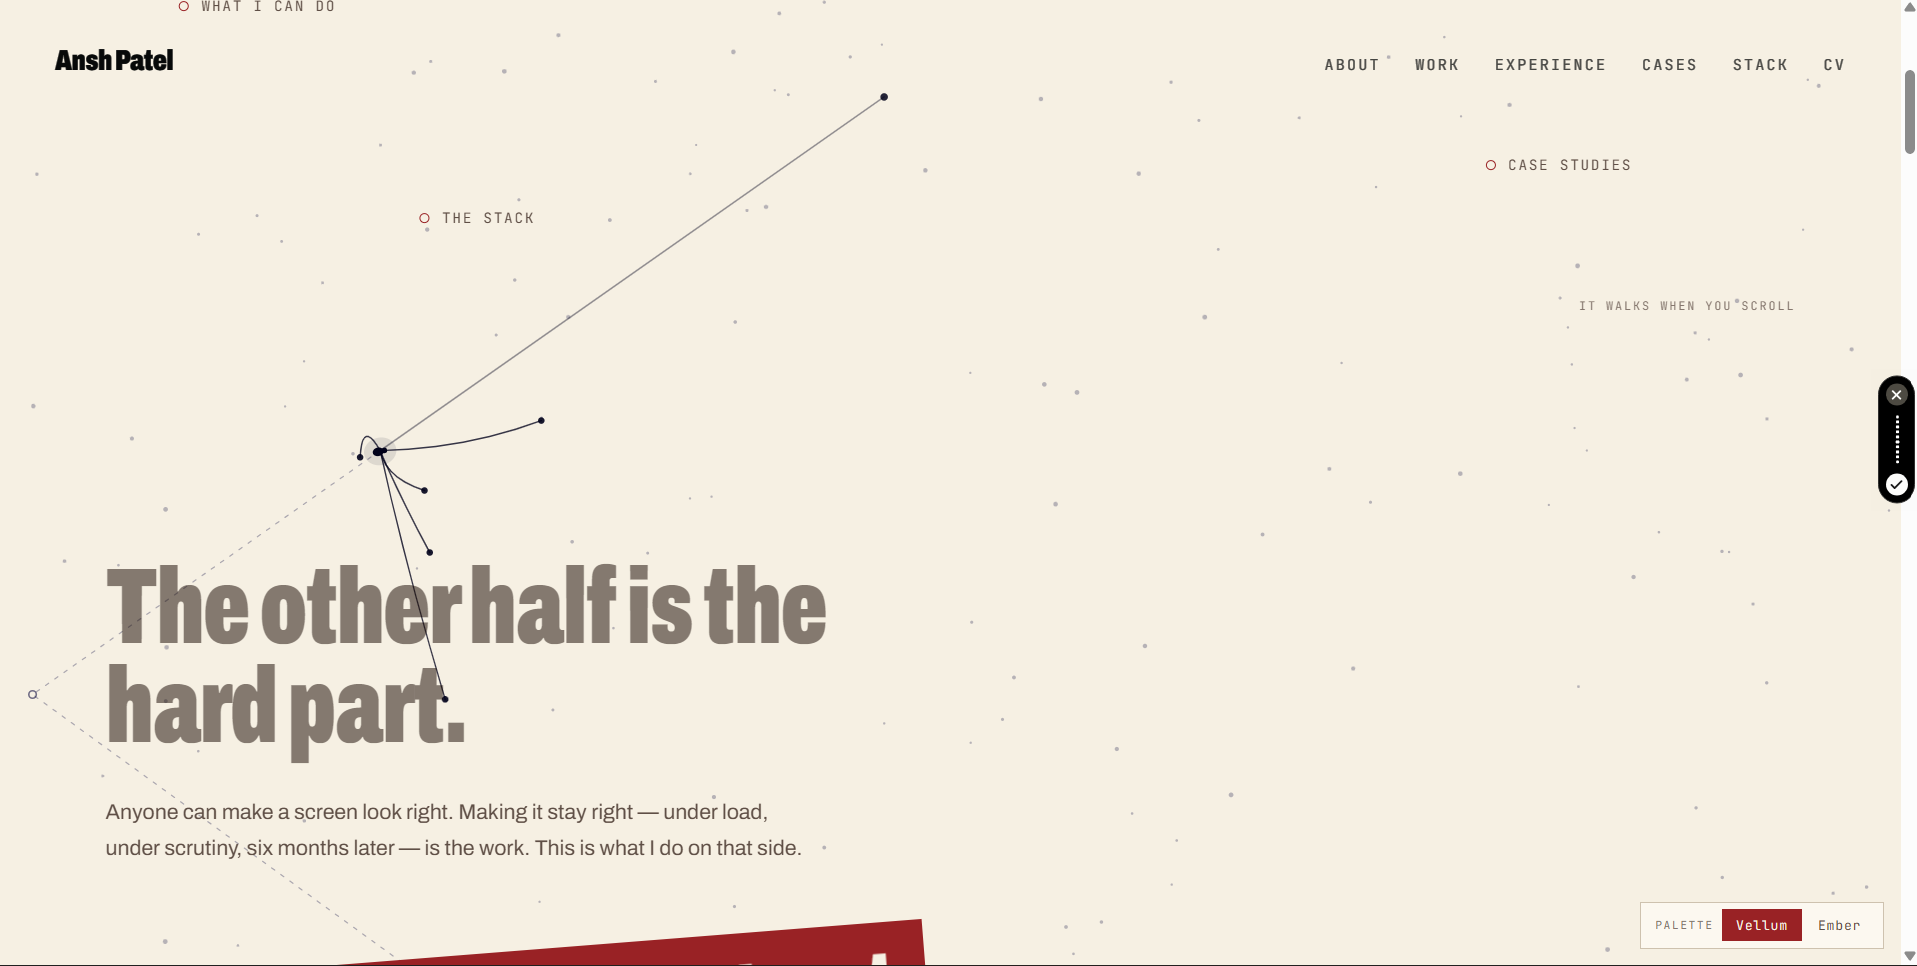 WHAT I CAN DO
Ansh Patel
ABOUT WORK EXPERIENCE CASES STACK CV
CASE STUDIES
THE STACK
IT WALKS WHEN YOU SCROLL
The other half is the
hard part.
Anyone can make a screen look right. Making it stay right — under load,
under scrutiny, six months later — is the work. This is what I do on that side.
PALETTE Vellum Ember